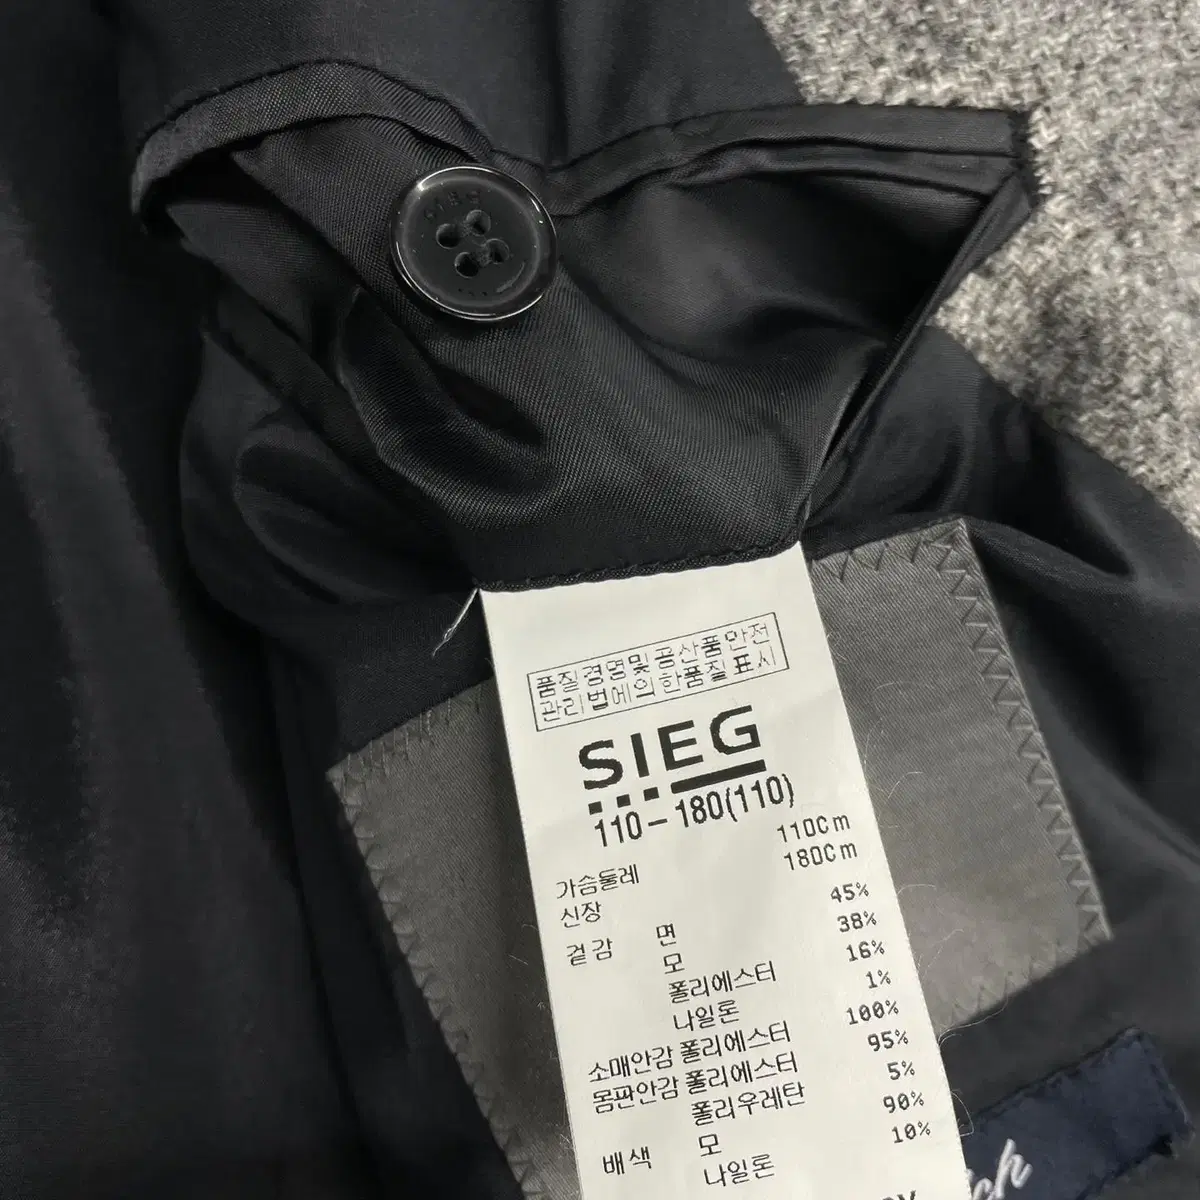 SIEG
품질경영및공산품안전
관리법에의한품질표시
SIEG
110-180(110)
가슴둘레 110Cm
신장 180Cm
겉감 면 45%
모 38%
폴리에스터 16%
나일론 1%
소매안감 폴리에스터 100%
몸판안감 폴리에스터 95%
폴리우레탄 5%
배색 모 90%
나일론 10%